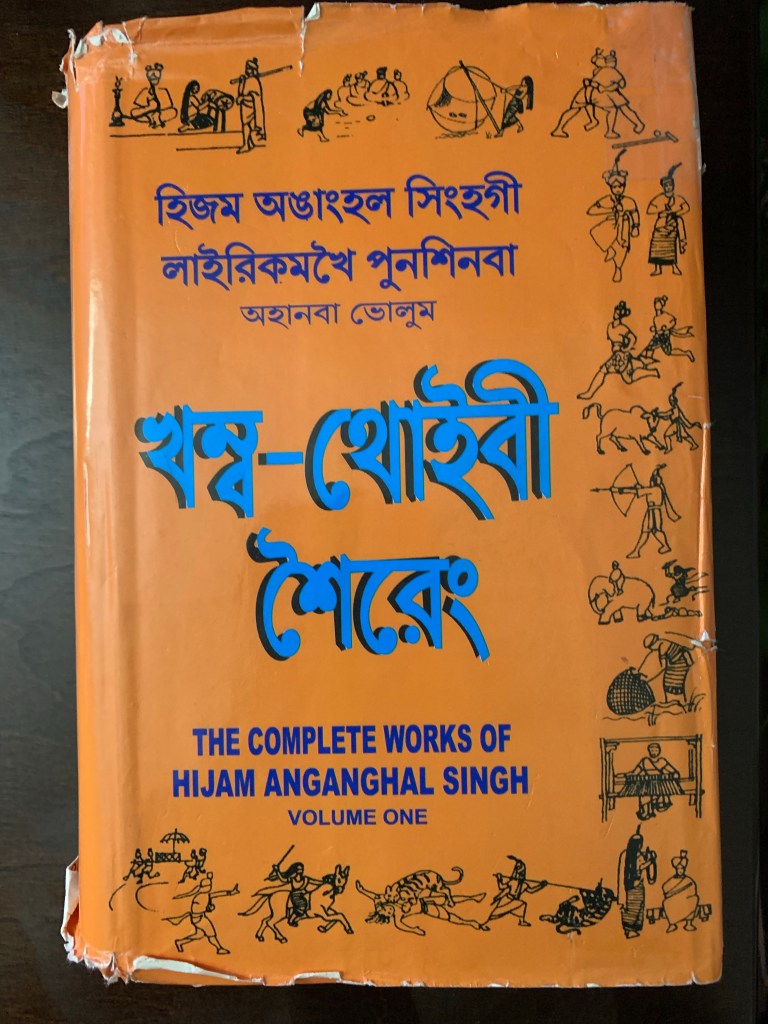 হিজম অঙাংহল সিংহগী
লাইরিকমখৈ পুনশিনবা
অহানবা ভোলুম
খম্ব-থোইবী
শৈরেং
THE COMPLETE WORKS OF
HIJAM ANGANGHAL SINGH
VOLUME ONE